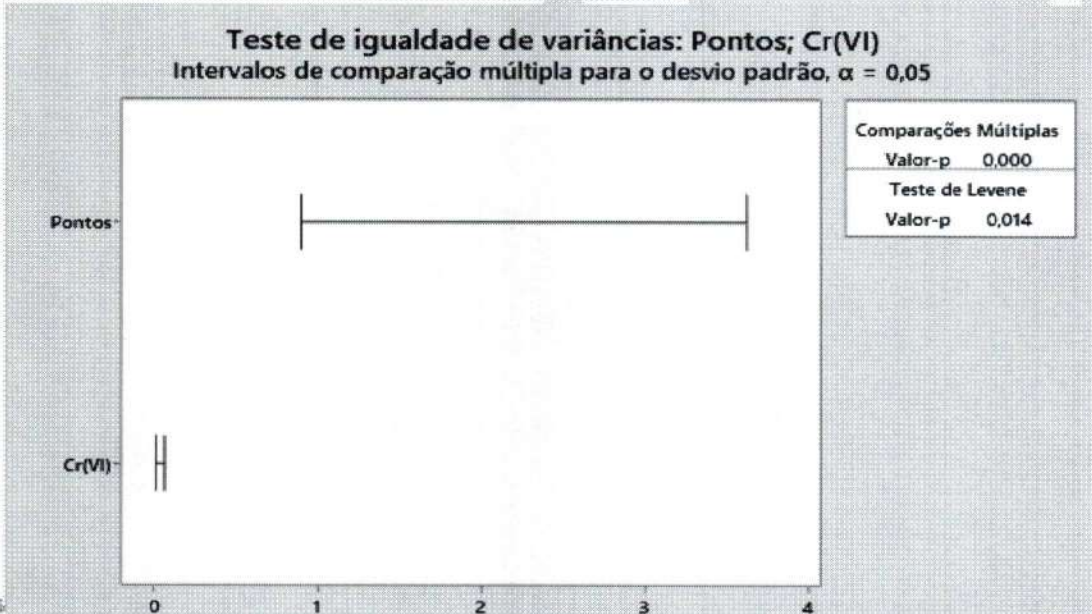 Teste de igualdade de variâncias: Pontos; Cr(VI)
Intervalos de comparação múltipla para o desvio padrão, α = 0,05
Comparações Múltiplas
Valor-p 0,000
Teste de Levene
Valor-p 0,014
Pontos
Cr(VI)
0 1 2 3 4